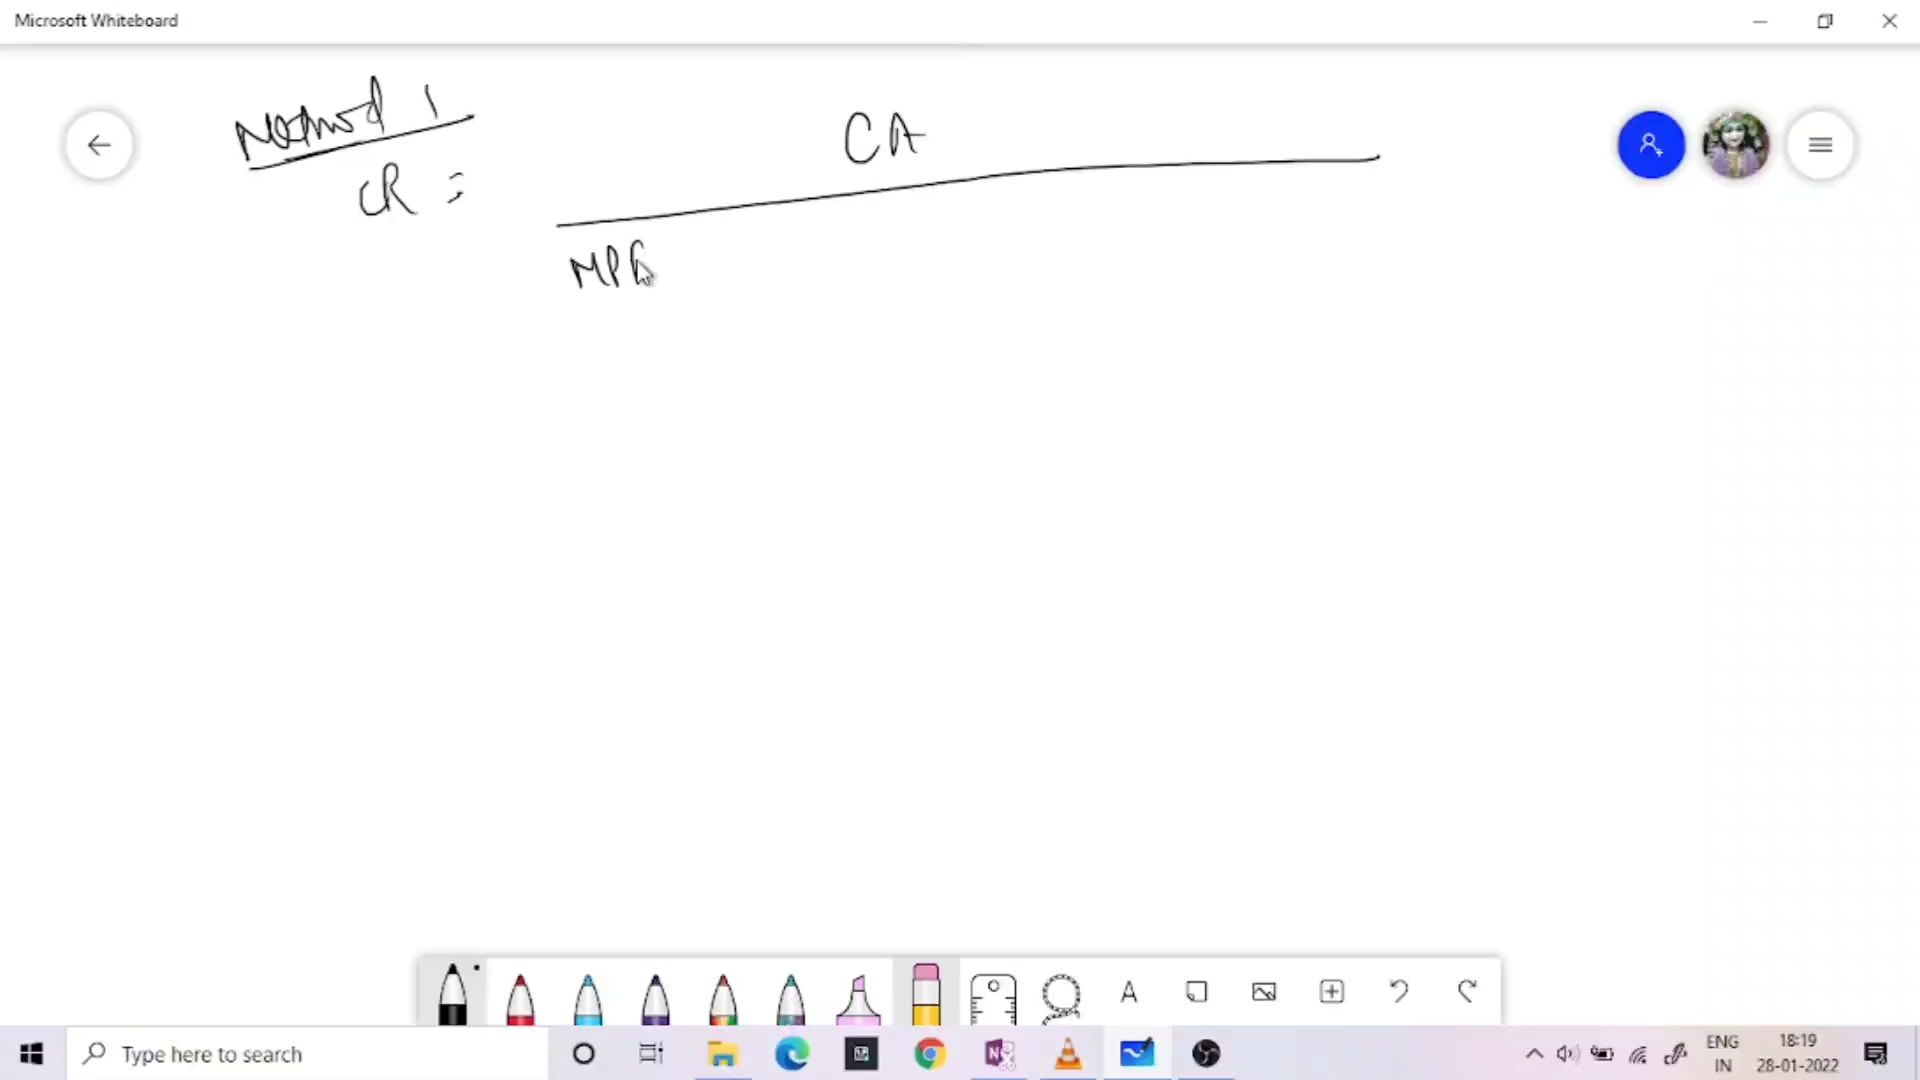 Microsoft Whiteboard
Method 1
CA
CR =
MPG
A
Type here to search
ENG
IN
18:19
28-01-2022